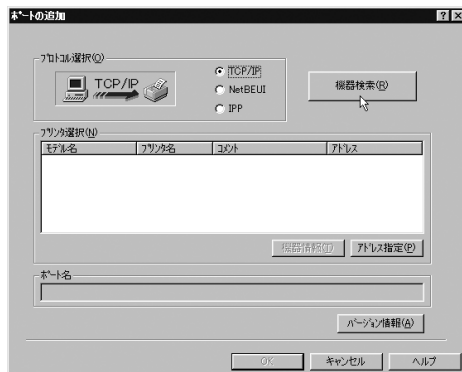 ポートの追加
プロトコル選択(O)
TCP/IP
TCP/IP
NetBEUI
IPP
機器検索(R)
プリンタ選択(N)
モデル名 プリンタ名 コメント アドレス
機器情報(I) アドレス指定(P)
ポート名
バージョン情報(A)
OK キャンセル ヘルプ